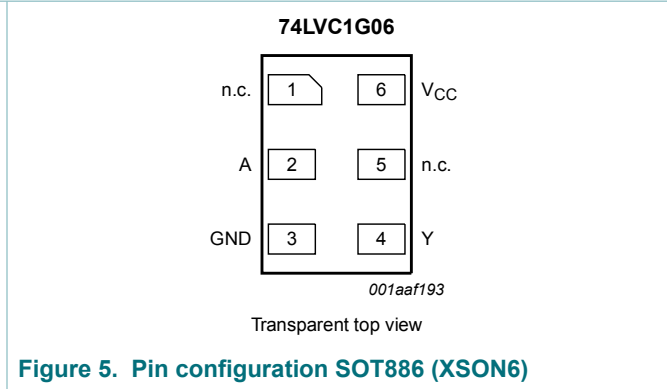 74LVC1G06
n.c. 1 6 VCC
A 2 5 n.c.
GND 3 4 Y
001aaf193
Transparent top view
Figure 5. Pin configuration SOT886 (XSON6)